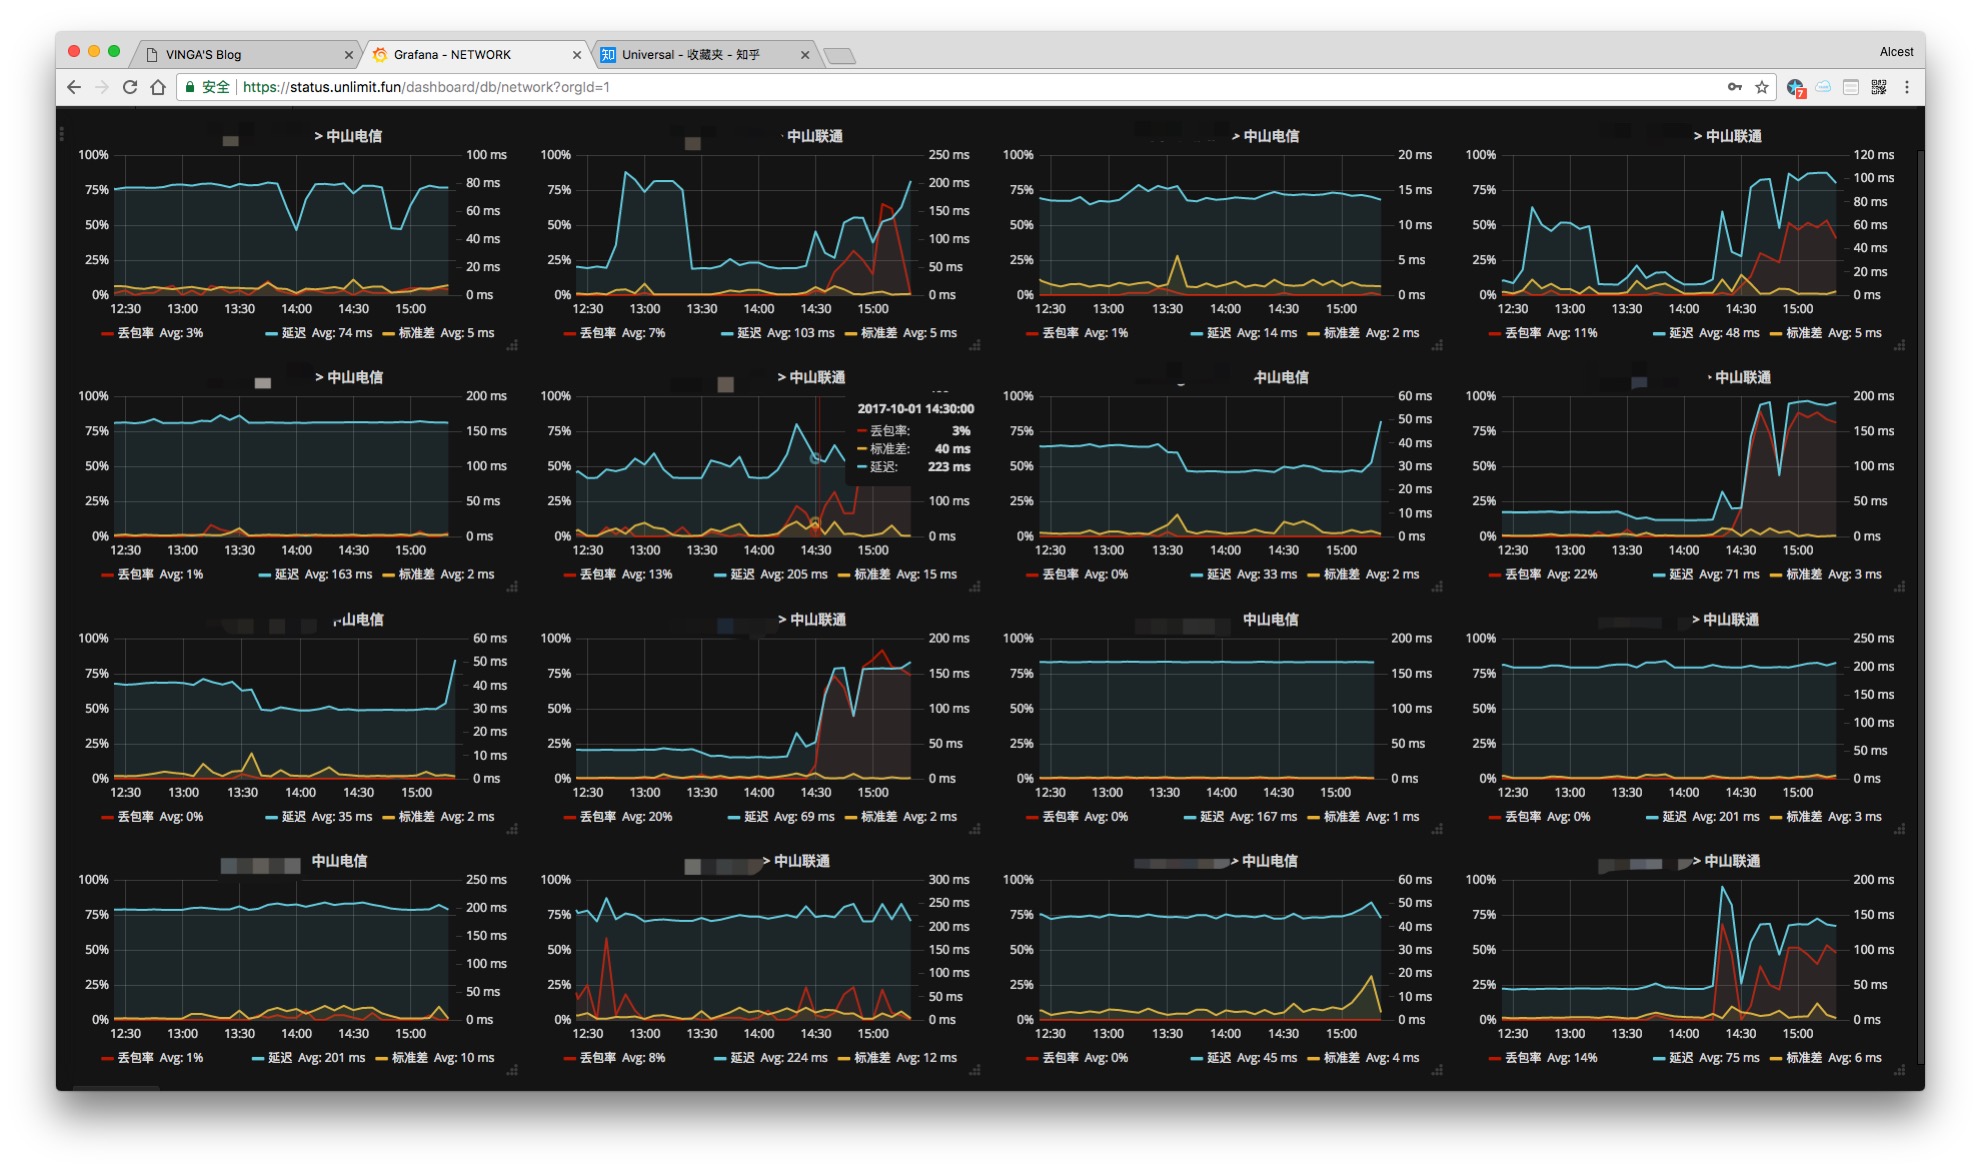 VINGA'S Blog
Grafana - NETWORK
Universal - 收藏夹 - 知乎
Alcest
安全 https://status.unlimit.fun/dashboard/db/network?orgId=1
7
> 中山电信
中山联通
> 中山电信
> 中山联通
100% 75% 50% 25% 0%
100 ms 80 ms 60 ms 40 ms 20 ms 0 ms
12:30 13:00 13:30 14:00 14:30 15:00
丢包率 Avg: 3% 延迟 Avg: 74 ms 标准差 Avg: 5 ms
100% 75% 50% 25% 0%
250 ms 200 ms 150 ms 100 ms 50 ms 0 ms
12:30 13:00 13:30 14:00 14:30 15:00
丢包率 Avg: 7% 延迟 Avg: 103 ms 标准差 Avg: 5 ms
100% 75% 50% 25% 0%
20 ms 15 ms 10 ms 5 ms 0 ms
12:30 13:00 13:30 14:00 14:30 15:00
丢包率 Avg: 1% 延迟 Avg: 14 ms 标准差 Avg: 2 ms
100% 75% 50% 25% 0%
120 ms 100 ms 80 ms 60 ms 40 ms 20 ms 0 ms
12:30 13:00 13:30 14:00 14:30 15:00
丢包率 Avg: 11% 延迟 Avg: 48 ms 标准差 Avg: 5 ms
> 中山电信
> 中山联通
中山电信
中山联通
100% 75% 50% 25% 0%
200 ms 150 ms 100 ms 50 ms 0 ms
12:30 13:00 13:30 14:00 14:30 15:00
丢包率 Avg: 1% 延迟 Avg: 163 ms 标准差 Avg: 2 ms
100% 75% 50% 25% 0%
2017-10-01 14:30:00
丢包率: 3%
标准差: 40 ms
延迟: 223 ms
100 ms 0 ms
12:30 13:00 13:30 14:00 14:30 15:00
丢包率 Avg: 13% 延迟 Avg: 205 ms 标准差 Avg: 15 ms
100% 75% 50% 25% 0%
60 ms 50 ms 40 ms 30 ms 20 ms 10 ms 0 ms
12:30 13:00 13:30 14:00 14:30 15:00
丢包率 Avg: 0% 延迟 Avg: 33 ms 标准差 Avg: 2 ms
100% 75% 50% 25% 0%
200 ms 150 ms 100 ms 50 ms 0 ms
12:30 13:00 13:30 14:00 14:30 15:00
丢包率 Avg: 22% 延迟 Avg: 71 ms 标准差 Avg: 3 ms
中山电信
> 中山联通
中山电信
> 中山联通
100% 75% 50% 25% 0%
60 ms 50 ms 40 ms 30 ms 20 ms 10 ms 0 ms
12:30 13:00 13:30 14:00 14:30 15:00
丢包率 Avg: 0% 延迟 Avg: 35 ms 标准差 Avg: 2 ms
100% 75% 50% 25% 0%
200 ms 150 ms 100 ms 50 ms 0 ms
12:30 13:00 13:30 14:00 14:30 15:00
丢包率 Avg: 20% 延迟 Avg: 69 ms 标准差 Avg: 2 ms
100% 75% 50% 25% 0%
200 ms 150 ms 100 ms 50 ms 0 ms
12:30 13:00 13:30 14:00 14:30 15:00
丢包率 Avg: 0% 延迟 Avg: 167 ms 标准差 Avg: 1 ms
100% 75% 50% 25% 0%
250 ms 200 ms 150 ms 100 ms 50 ms 0 ms
12:30 13:00 13:30 14:00 14:30 15:00
丢包率 Avg: 0% 延迟 Avg: 201 ms 标准差 Avg: 3 ms
中山电信
> 中山联通
> 中山电信
> 中山联通
100% 75% 50% 25% 0%
250 ms 200 ms 150 ms 100 ms 50 ms 0 ms
12:30 13:00 13:30 14:00 14:30 15:00
丢包率 Avg: 1% 延迟 Avg: 201 ms 标准差 Avg: 10 ms
100% 75% 50% 25% 0%
300 ms 250 ms 200 ms 150 ms 100 ms 50 ms 0 ms
12:30 13:00 13:30 14:00 14:30 15:00
丢包率 Avg: 8% 延迟 Avg: 224 ms 标准差 Avg: 12 ms
100% 75% 50% 25% 0%
60 ms 50 ms 40 ms 30 ms 20 ms 10 ms 0 ms
12:30 13:00 13:30 14:00 14:30 15:00
丢包率 Avg: 0% 延迟 Avg: 45 ms 标准差 Avg: 4 ms
100% 75% 50% 25% 0%
200 ms 150 ms 100 ms 50 ms 0 ms
12:30 13:00 13:30 14:00 14:30 15:00
丢包率 Avg: 14% 延迟 Avg: 75 ms 标准差 Avg: 6 ms